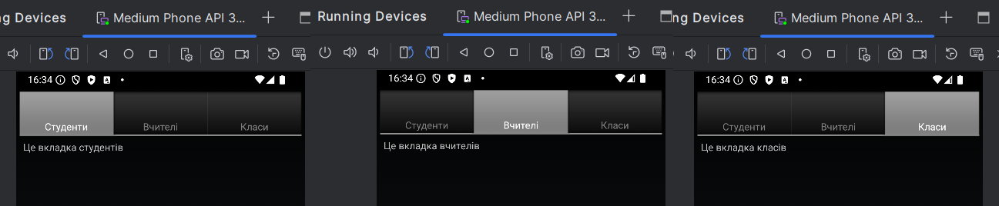 ng Devices
Medium Phone API 3...
Running Devices
Medium Phone API 3...
ng Devices
Medium Phone API 3...
16:34
Студенти
Вчителі
Класи
Це вкладка студентів
16:34
Студенти
Вчителі
Класи
Це вкладка вчителів
16:34
Студенти
Вчителі
Класи
Це вкладка класів